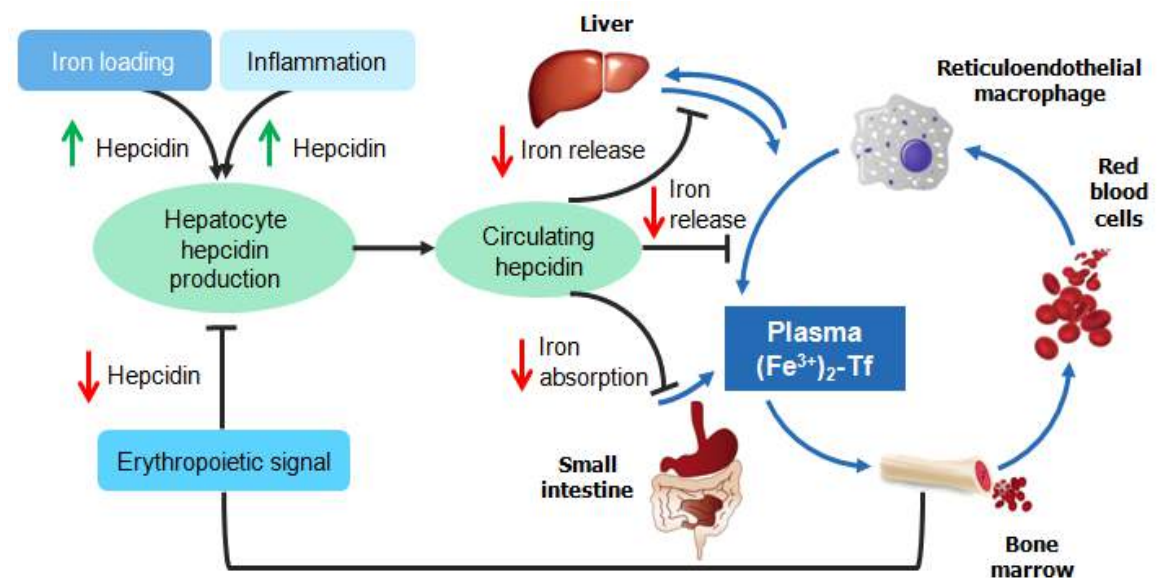 Liver
Iron loading
Inflammation
Reticuloendothelial
macrophage
Hepcidin
Hepcidin
Iron release
Red
blood
cells
Iron
release
Hepatocyte
hepcidin
production
Circulating
hepcidin
Plasma
(Fe³⁺)₂-Tf
Iron
absorption
Hepcidin
Erythropoietic signal
Small
intestine
Bone
marrow